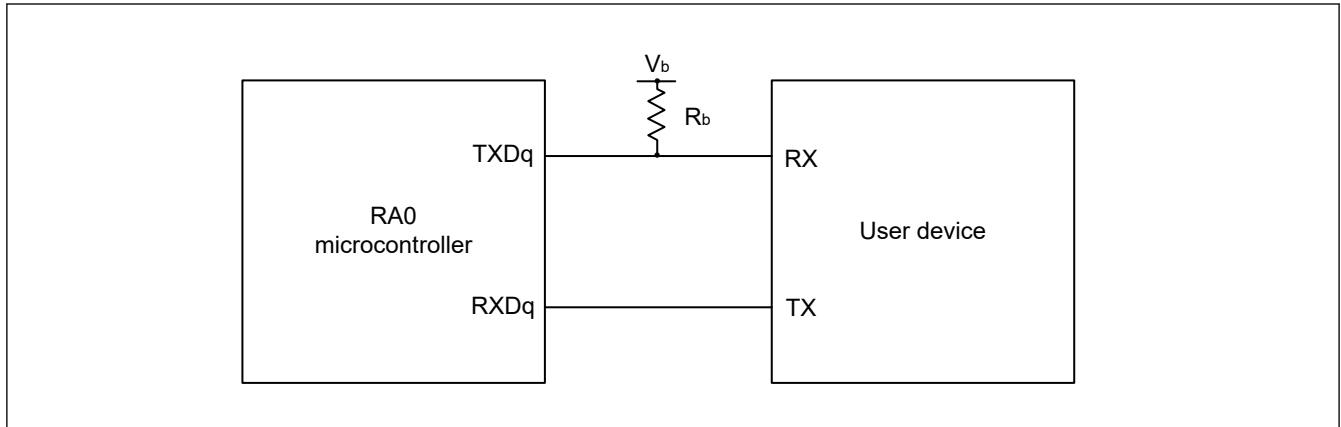 Vb
Rb
TXDq
RX
RA0
microcontroller
User device
RXDq
TX